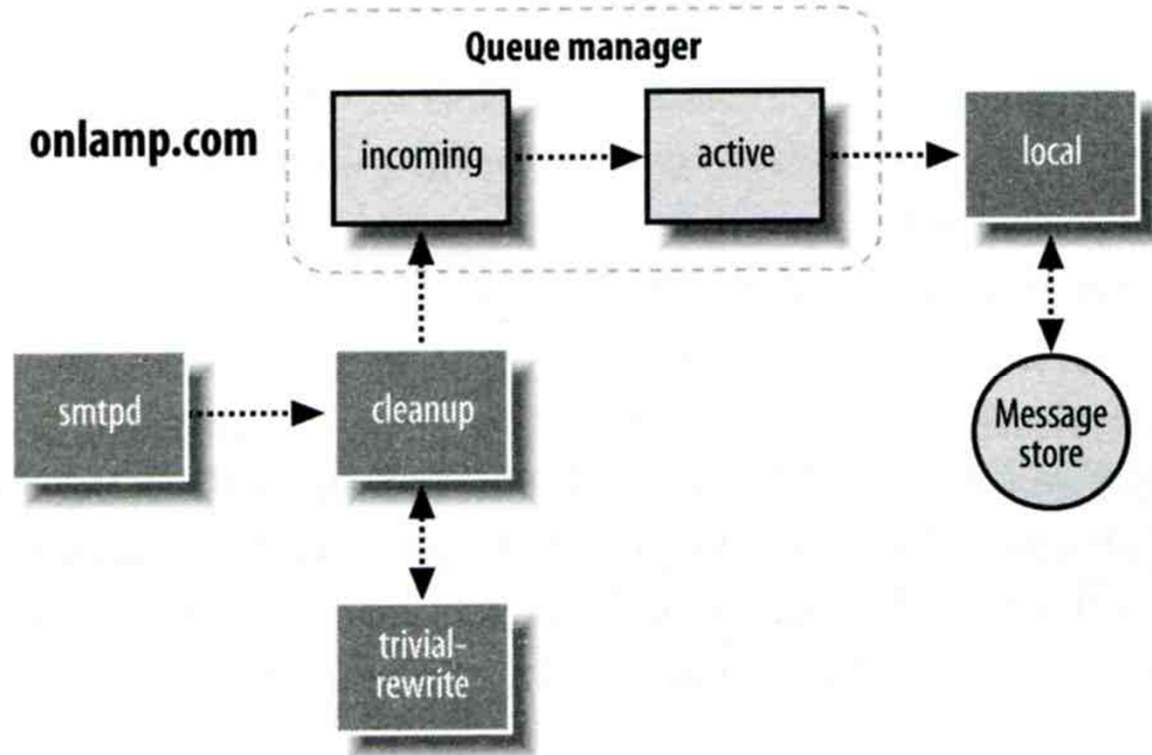 Queue manager
onlamp.com
incoming
active
local
smtpd
cleanup
Message
store
trivial-
rewrite